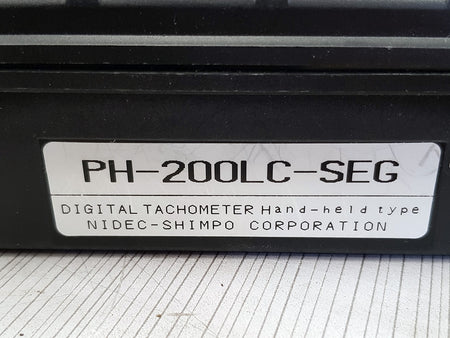 PH-200LC-SEG
DIGITAL TACHOMETER Hand-held type
NIDEC-SHIMPO CORPORATION